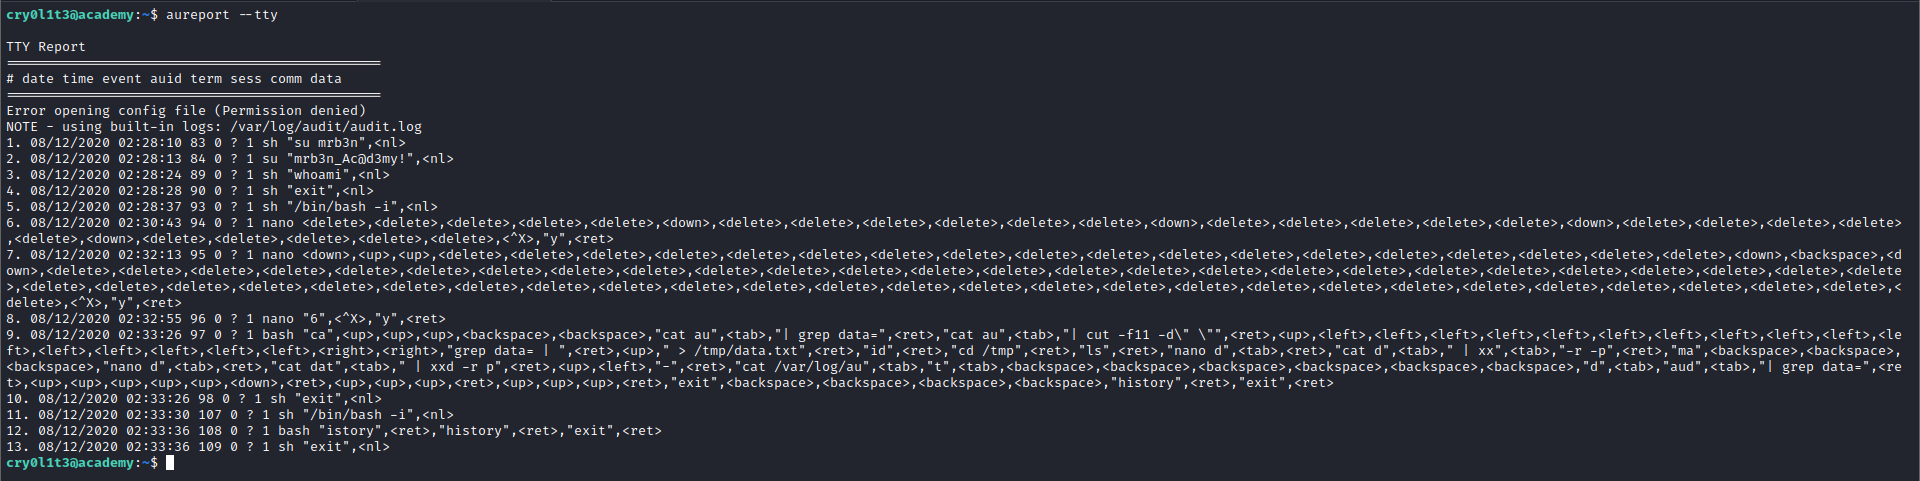 cry0l1t3@academy:~$ aureport --tty
TTY Report
===============================================
# date time event auid term sess comm data
===============================================
Error opening config file (Permission denied)
NOTE - using built-in logs: /var/log/audit/audit.log
1. 08/12/2020 02:28:10 83 0 ? 1 sh "su mrb3n",<nl>
2. 08/12/2020 02:28:13 84 0 ? 1 su "mrb3n_Ac@d3my!",<nl>
3. 08/12/2020 02:28:24 89 0 ? 1 sh "whoami",<nl>
4. 08/12/2020 02:28:28 90 0 ? 1 sh "exit",<nl>
5. 08/12/2020 02:28:37 93 0 ? 1 sh "/bin/bash -i",<nl>
6. 08/12/2020 02:30:43 94 0 ? 1 nano <delete>,<delete>,<delete>,<delete>,<delete>,<down>,<delete>,<delete>,<delete>,<delete>,<delete>,<delete>,<down>,<delete>,<delete>,<delete>,<delete>,<delete>,<down>,<delete>,<delete>,<delete>,<delete>
,<delete>,<down>,<delete>,<delete>,<delete>,<delete>,<delete>,<^X>,"y",<ret>
7. 08/12/2020 02:32:13 95 0 ? 1 nano <down>,<up>,<up>,<delete>,<delete>,<delete>,<delete>,<delete>,<delete>,<delete>,<delete>,<delete>,<delete>,<delete>,<delete>,<delete>,<delete>,<delete>,<delete>,<down>,<backspace>,<d
own>,<delete>,<delete>,<delete>,<delete>,<delete>,<delete>,<delete>,<delete>,<delete>,<delete>,<delete>,<delete>,<delete>,<delete>,<delete>,<delete>,<delete>,<delete>,<delete>,<delete>,<delete>,<delete>,<delete>,<delete>,<delete>,<delete
>,<delete>,<delete>,<delete>,<delete>,<delete>,<delete>,<delete>,<delete>,<delete>,<delete>,<delete>,<delete>,<delete>,<delete>,<delete>,<delete>,<delete>,<delete>,<delete>,<delete>,<delete>,<delete>,<delete>,<delete>,<delete>,<delete>,<
delete>,<^X>,"y",<ret>
8. 08/12/2020 02:32:55 96 0 ? 1 nano "6",<^X>,"y",<ret>
9. 08/12/2020 02:33:26 97 0 ? 1 bash "ca",<up>,<up>,<up>,<backspace>,<backspace>,"cat au",<tab>,"| grep data=",<ret>,"cat au",<tab>,"| cut -f11 -d\" \"",<ret>,<up>,<left>,<left>,<left>,<left>,<left>,<left>,<left>,<left>,<left>,<left>,<le
ft>,<left>,<left>,<left>,<left>,<left>,<right>,<right>,"grep data= | ",<ret>,<up>," > /tmp/data.txt",<ret>,"id",<ret>,"cd /tmp",<ret>,"ls",<ret>,"nano d",<tab>,<ret>,"cat d",<tab>," | xx",<tab>,"-r -p",<ret>,"ma",<backspace>,<backspace>,
<backspace>,"nano d",<tab>,<ret>,"cat dat",<tab>," | xxd -r p",<ret>,<up>,<left>,"-",<ret>,"cat /var/log/au",<tab>,"t",<tab>,<backspace>,<backspace>,<backspace>,<backspace>,<backspace>,<backspace>,"d",<tab>,"aud",<tab>,"| grep data=",<re
t>,<up>,<up>,<up>,<up>,<up>,<down>,<ret>,<up>,<up>,<up>,<ret>,<up>,<up>,<up>,<ret>,"exit",<backspace>,<backspace>,<backspace>,<backspace>,"history",<ret>,"exit",<ret>
10. 08/12/2020 02:33:26 98 0 ? 1 sh "exit",<nl>
11. 08/12/2020 02:33:30 107 0 ? 1 sh "/bin/bash -i",<nl>
12. 08/12/2020 02:33:36 108 0 ? 1 bash "istory",<ret>,"history",<ret>,"exit",<ret>
13. 08/12/2020 02:33:36 109 0 ? 1 sh "exit",<nl>
cry0l1t3@academy:~$